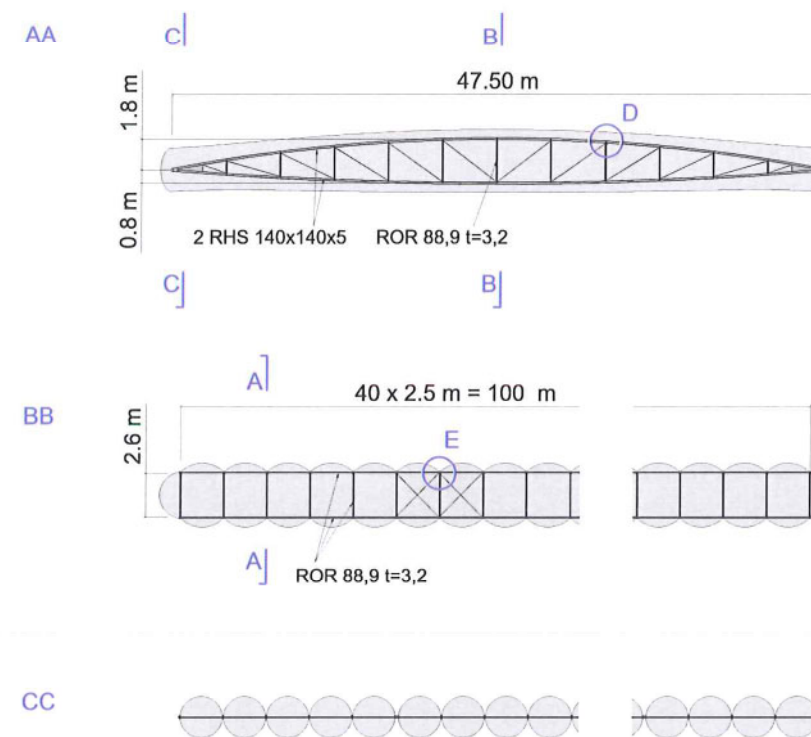 AA
C
B
47.50 m
D
1.8 m
0.8 m
2 RHS 140x140x5
ROR 88,9 t=3,2
C
B
A
40 x 2.5 m = 100 m
BB
2.6 m
E
A
ROR 88,9 t=3,2
CC